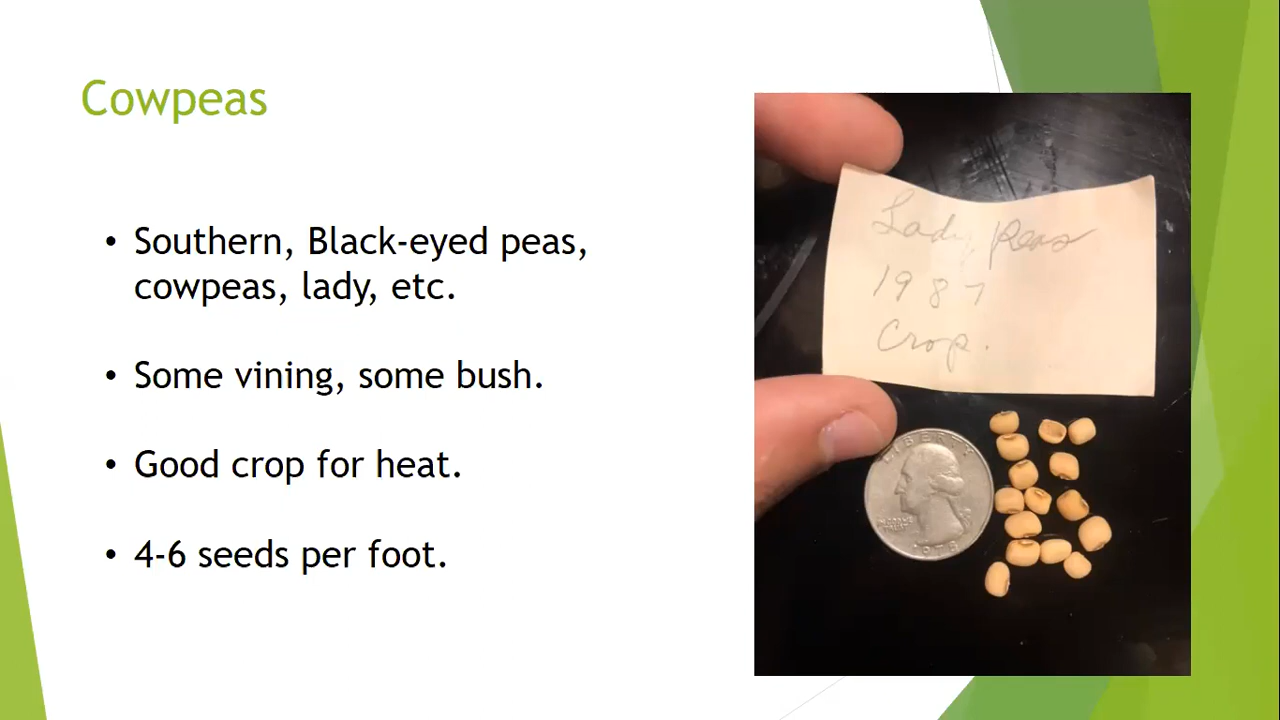 Cowpeas
• Southern, Black-eyed peas,
cowpeas, lady, etc.
• Some vining, some bush.
• Good crop for heat.
• 4-6 seeds per foot.
Lady Peas
1987
Crop.
LIBERTY
1978